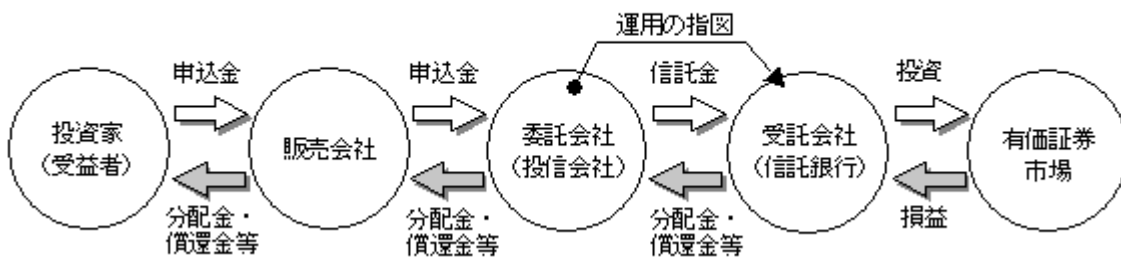 運用の指図
申込金
申込金
信託金
投資
投資家
(受益者)
販売会社
委託会社
(投信会社)
受託会社
(信託銀行)
有価証券
市場
分配金・
償還金等
分配金・
償還金等
分配金・
償還金等
損益